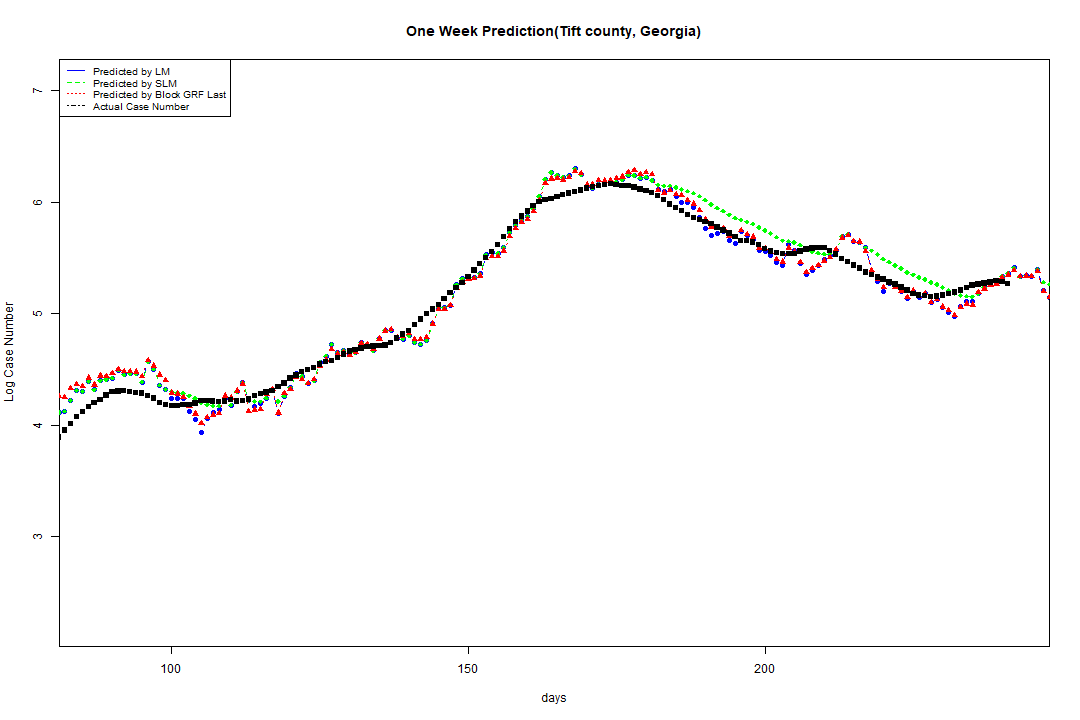 One Week Prediction(Tift county, Georgia)
Predicted by LM
Predicted by SLM
Predicted by Block GRF Last
Actual Case Number
Log Case Number
7
6
5
4
3
100
150
200
days